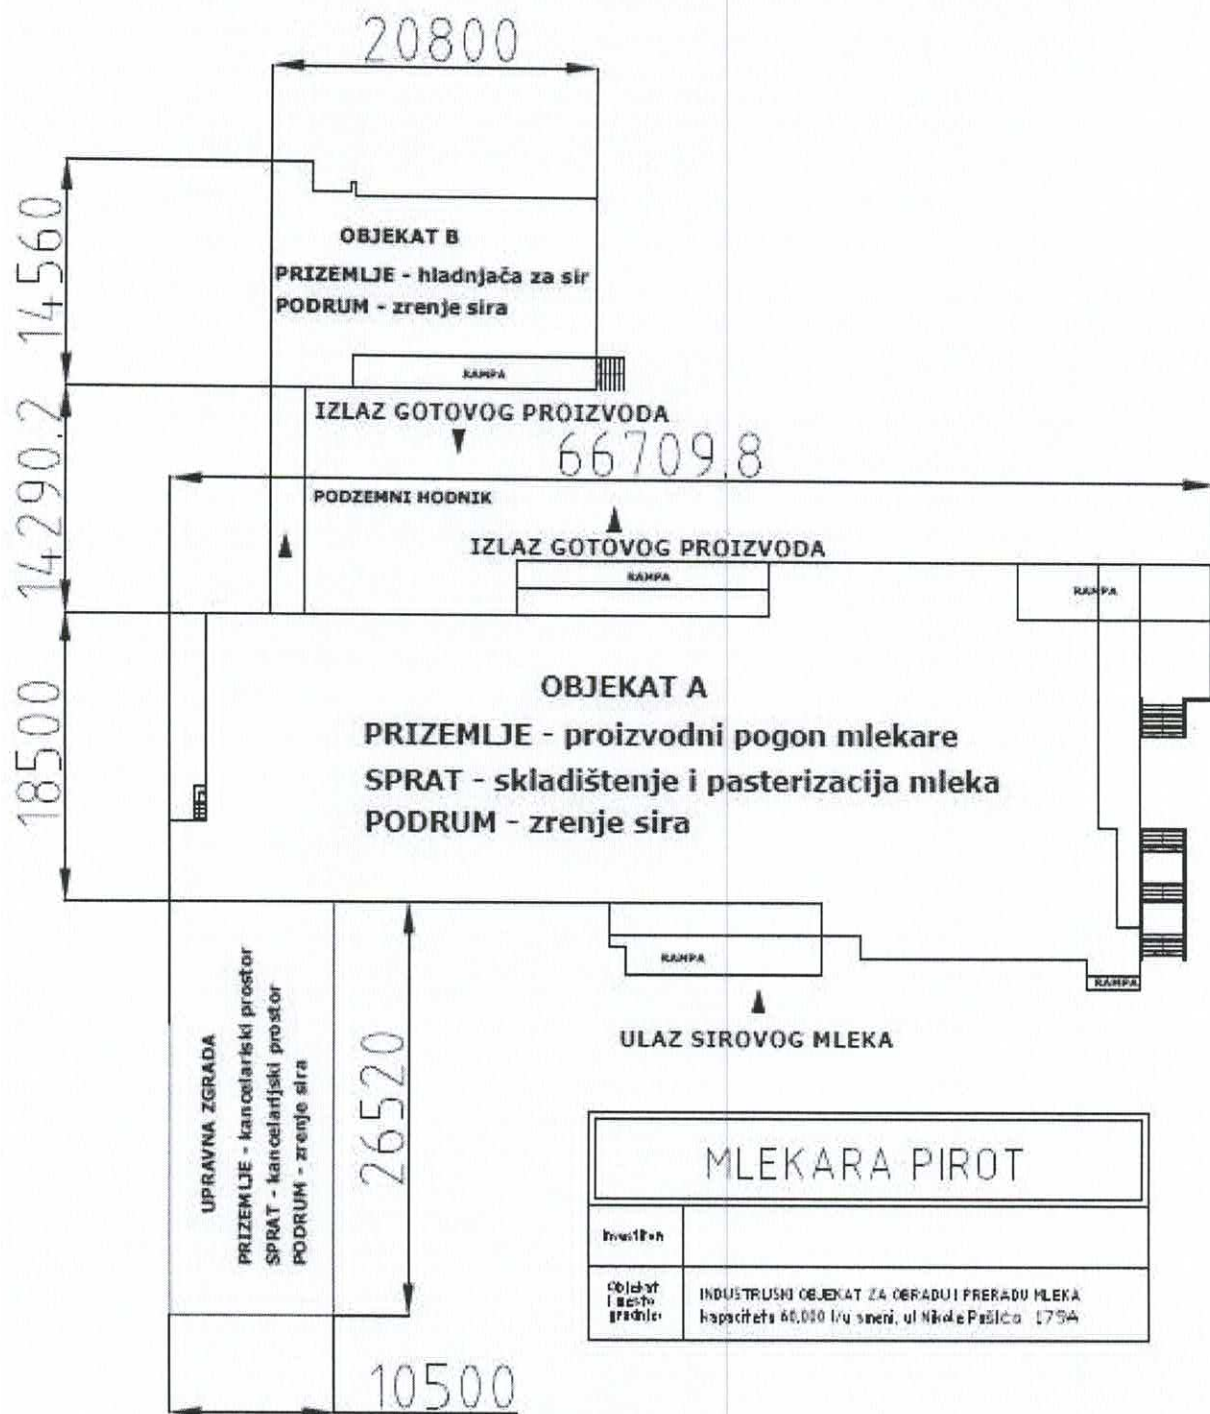 20800
14560
OBJEKAT B
PRIZEMLJE - hladnjača za sir
PODRUM - zrenje sira
RAMPA
14290.2
IZLAZ GOTOVOG PROIZVODA
66709.8
PODZEMNI HODNIK
IZLAZ GOTOVOG PROIZVODA
RAMPA
RAMPA
18500
OBJEKAT A
PRIZEMLJE - proizvodni pogon mlekare
SPRAT - skladištenje i pasterizacija mleka
PODRUM - zrenje sira
RAMPA
RAMPA
ULAZ SIROVOG MLEKA
UPRAVNA ZGRADA
PRIZEMLJE - kancelariski prostor
SPRAT - kancelarijski prostor
PODRUM - zrenje sira
26520
10500
MLEKARA PIROT
Investitor
Objekat
i mesto
gradnje:
INDUSTRIJSKI OBJEKAT ZA OBRADU I PRERADU MLEKA
kapaciteta 60,000 l/u smeni, ul Nikole Pašića 179A